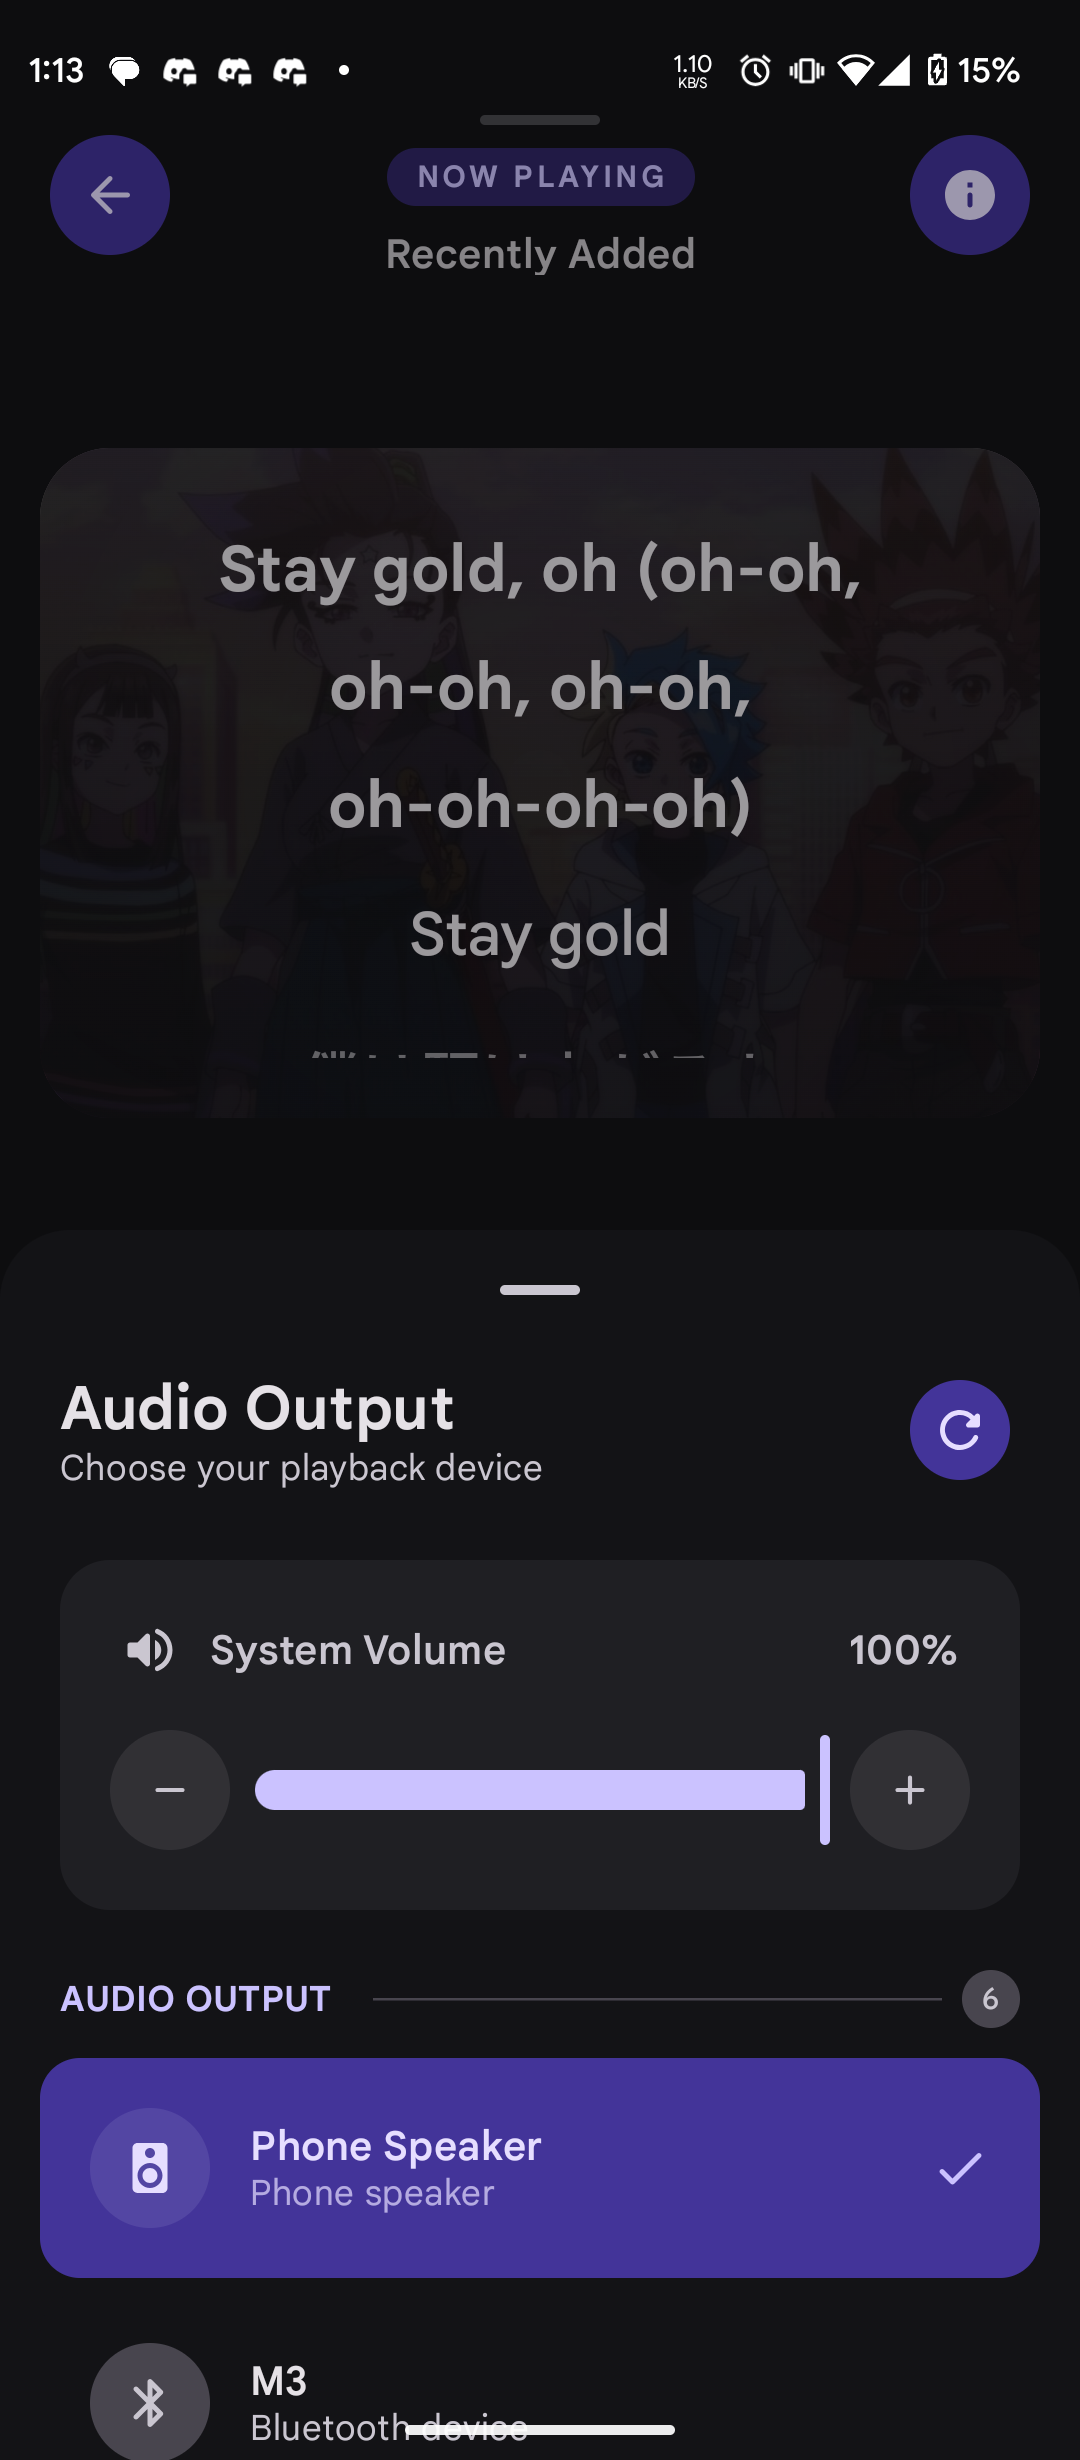 1:13
1.10
KB/S
15%
NOW PLAYING
Recently Added
Stay gold, oh (oh-oh,
oh-oh, oh-oh,
oh-oh-oh-oh)
Stay gold
Audio Output
Choose your playback device
System Volume
100%
AUDIO OUTPUT
6
Phone Speaker
Phone speaker
M3
Bluetooth device